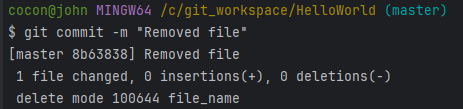 cocon@john MINGW64 /c/git_workspace/HelloWorld (master)
$ git commit -m "Removed file"
[master 8b63838] Removed file
 1 file changed, 0 insertions(+), 0 deletions(-)
 delete mode 100644 file_name